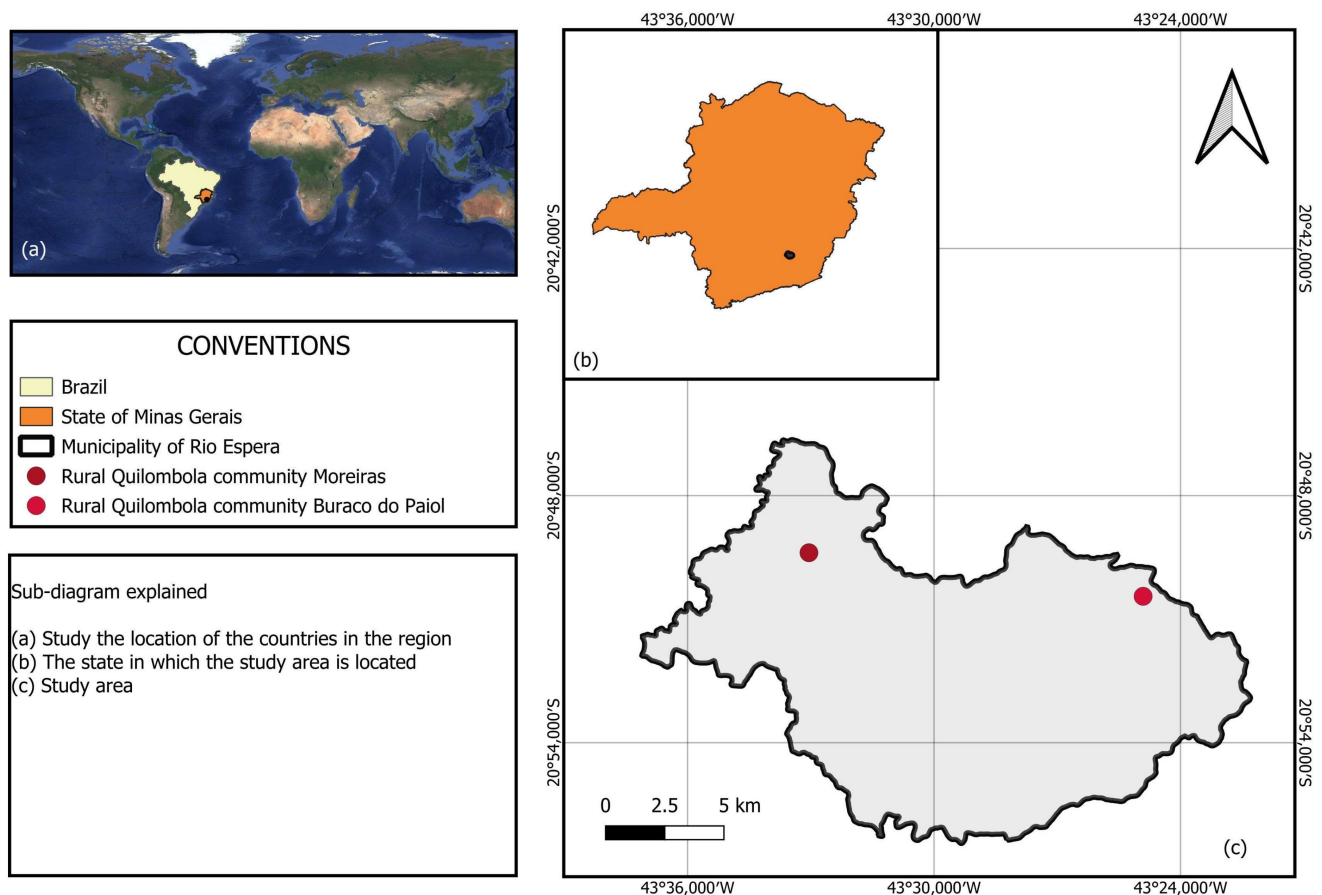 43°36,000'W 43°30,000'W 43°24,000'W
(a)
20°42,000'S
20°42,000'S
(b)
CONVENTIONS
Brazil
State of Minas Gerais
Municipality of Rio Espera
Rural Quilombola community Moreiras
Rural Quilombola community Buraco do Paiol
20°48,000'S
20°48,000'S
Sub-diagram explained
(a) Study the location of the countries in the region
(b) The state in which the study area is located
(c) Study area
20°54,000'S
20°54,000'S
0 2.5 5 km
(c)
43°36,000'W 43°30,000'W 43°24,000'W